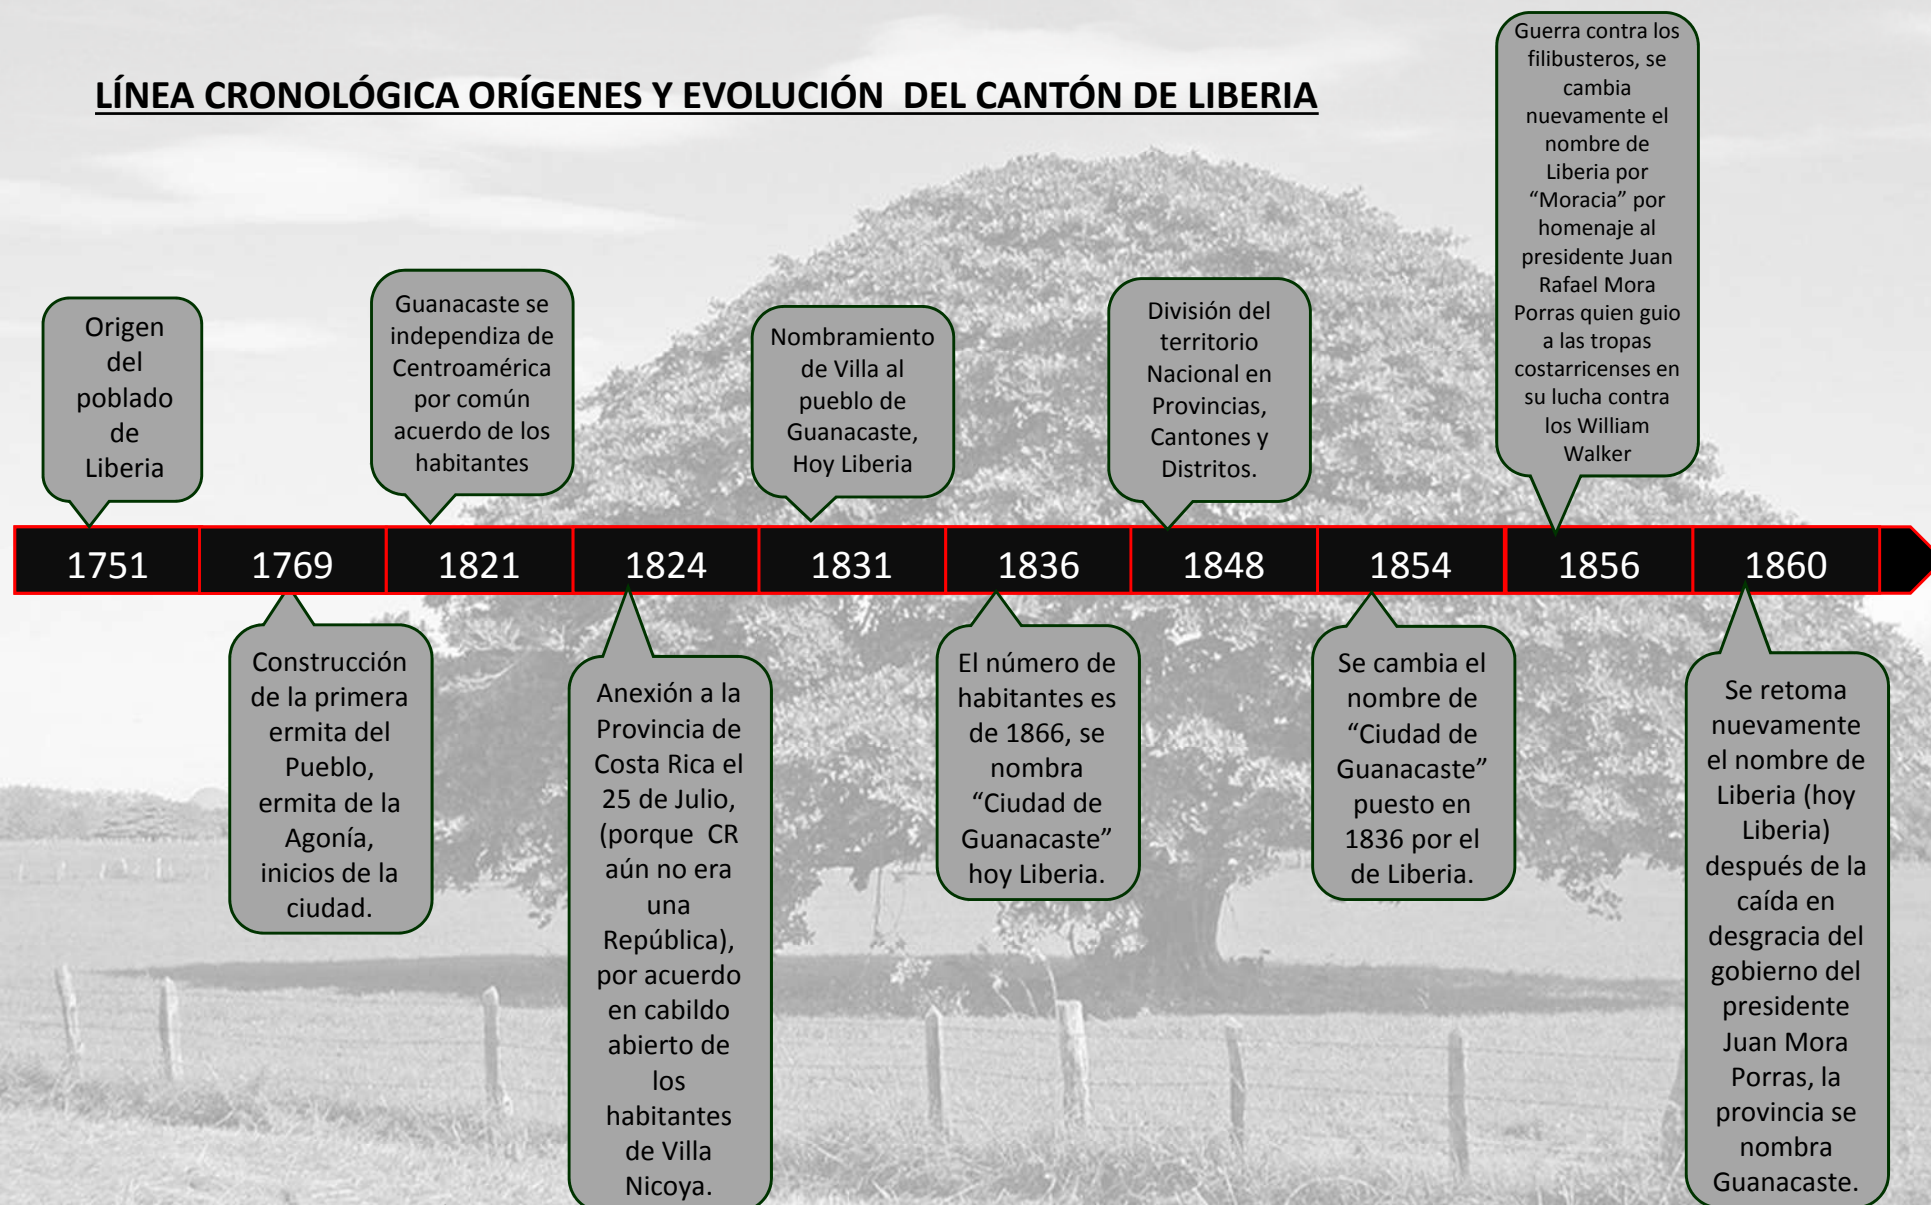 LÍNEA CRONOLÓGICA ORÍGENES Y EVOLUCIÓN DEL CANTÓN DE LIBERIA
Origen
del
poblado
de
Liberia
Guanacaste se
independiza de
Centroamérica
por común
acuerdo de los
habitantes
Nombramiento
de Villa al
pueblo de
Guanacaste,
Hoy Liberia
División del
territorio
Nacional en
Provincias,
Cantones y
Distritos.
Guerra contra los
filibusteros, se
cambia
nuevamente el
nombre de
Liberia por
“Moracia” por
homenaje al
presidente Juan
Rafael Mora
Porras quien guio
a las tropas
costarricenses en
su lucha contra
los William
Walker
1751 1769 1821 1824 1831 1836 1848 1854 1856 1860
Construcción
de la primera
ermita del
Pueblo,
ermita de la
Agonía,
inicios de la
ciudad.
Anexión a la
Provincia de
Costa Rica el
25 de Julio,
(porque CR
aún no era
una
República),
por acuerdo
en cabildo
abierto de
los
habitantes
de Villa
Nicoya.
El número de
habitantes es
de 1866, se
nombra
“Ciudad de
Guanacaste”
hoy Liberia.
Se cambia el
nombre de
“Ciudad de
Guanacaste”
puesto en
1836 por el
de Liberia.
Se retoma
nuevamente
el nombre de
Liberia (hoy
Liberia)
después de la
caída en
desgracia del
gobierno del
presidente
Juan Mora
Porras, la
provincia se
nombra
Guanacaste.